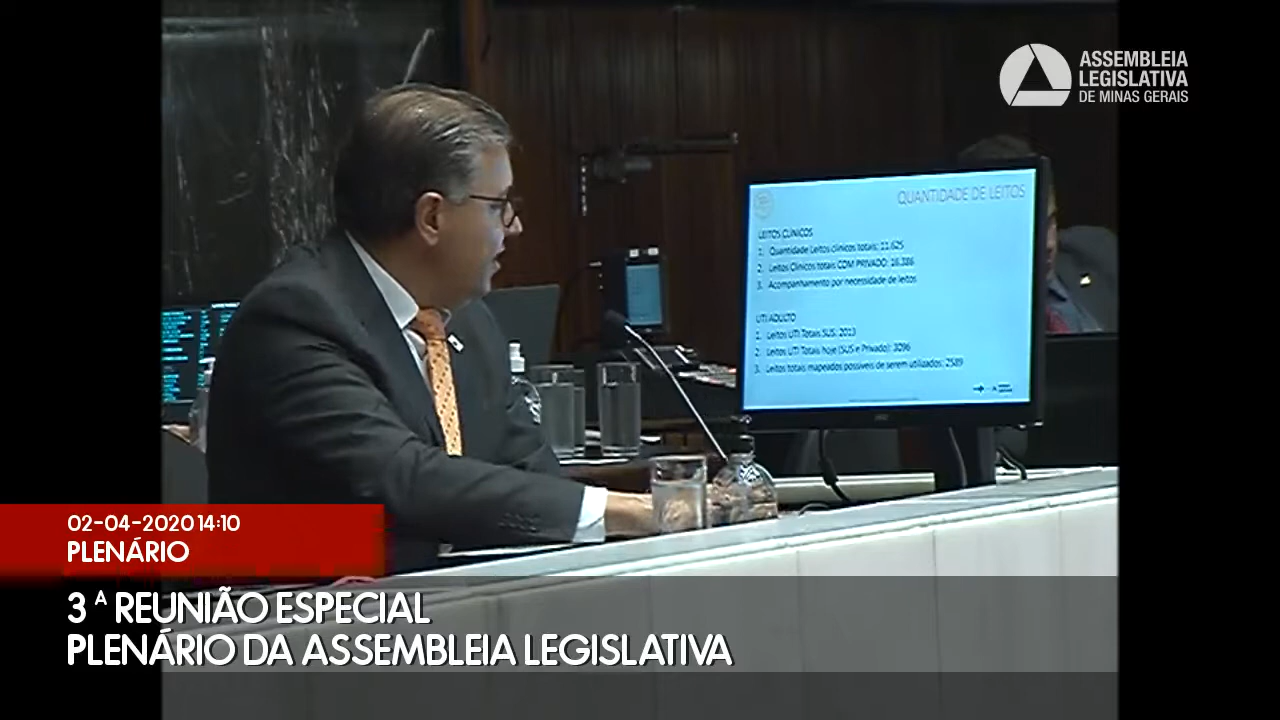 ASSEMBLEIA
LEGISLATIVA
DE MINAS GERAIS
QUANTIDADE DE LEITOS
LEITOS CLÍNICOS
1. Quantidade Leitos clínicos totais: 11.625
2. Leitos Clínicos totais COM PRIVADO: 16.386
3. Acompanhamento por necessidade de leitos
UTI ADULTO
1. Leitos UTI Totais SUS: 2013
2. Leitos UTI Totais hoje (SUS e Privado): 3096
3. Leitos totais mapeados possíveis de serem utilizados: 2589
02-04-2020 14:10
PLENÁRIO
3ª REUNIÃO ESPECIAL
PLENÁRIO DA ASSEMBLEIA LEGISLATIVA